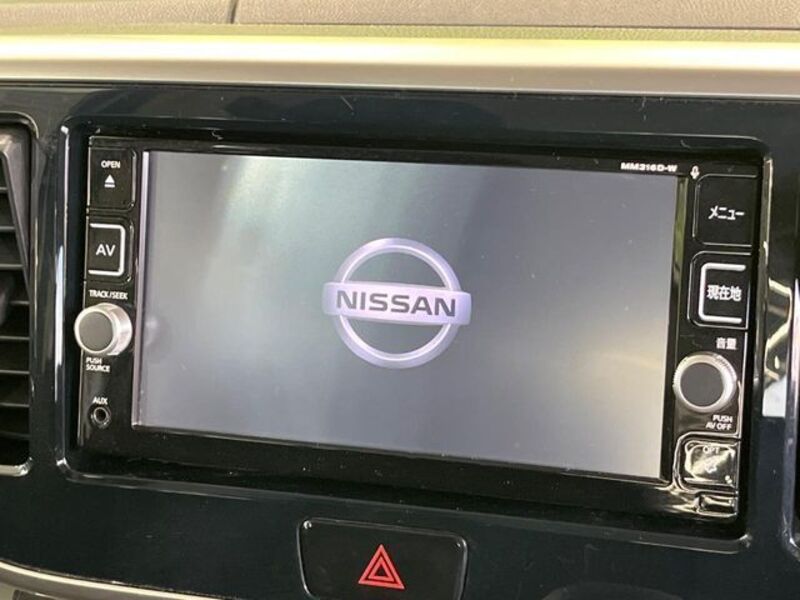 OPEN
MM316D-W
AV
メニュー
TRACK/SEEK
現在地
NISSAN
PUSH
SOURCE
音量
AUX
PUSH
AV OFF
OPT